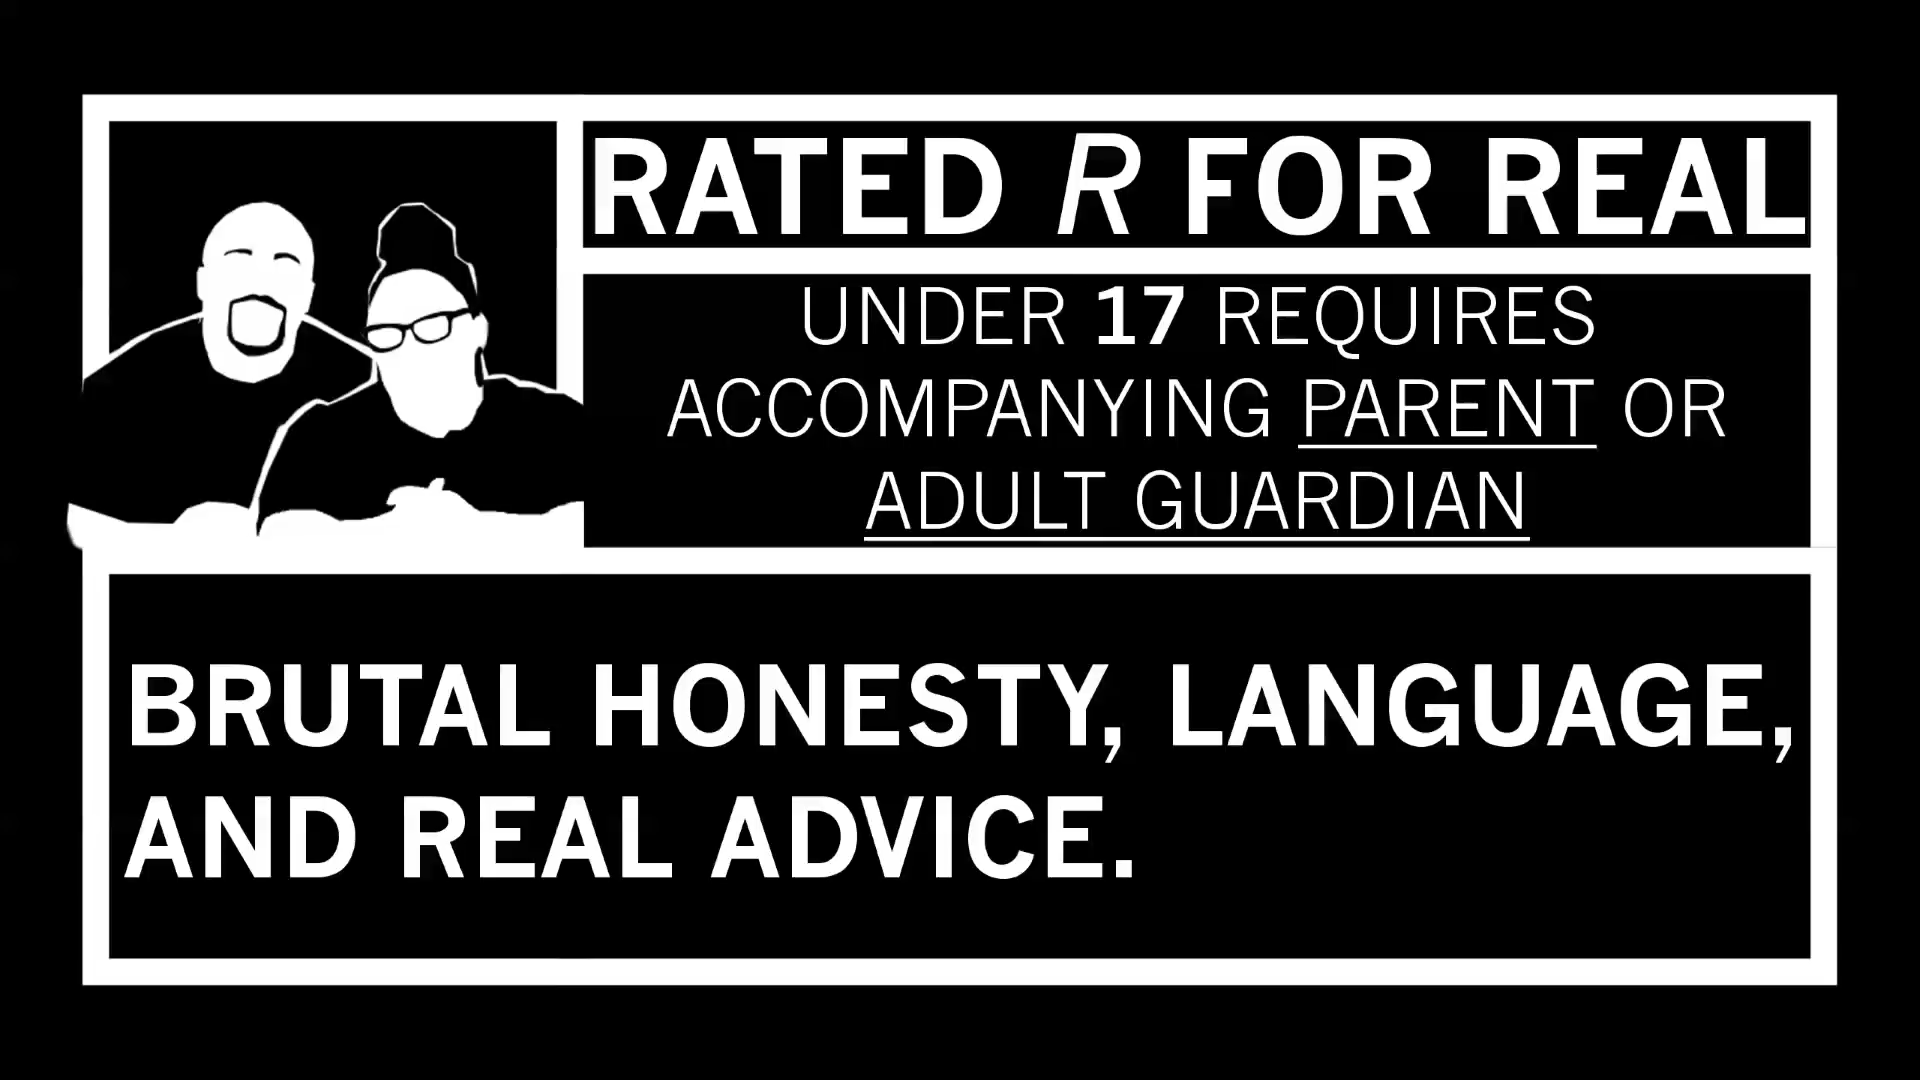 RATED R FOR REAL
UNDER 17 REQUIRES
ACCOMPANYING PARENT OR
ADULT GUARDIAN
BRUTAL HONESTY, LANGUAGE,
AND REAL ADVICE.